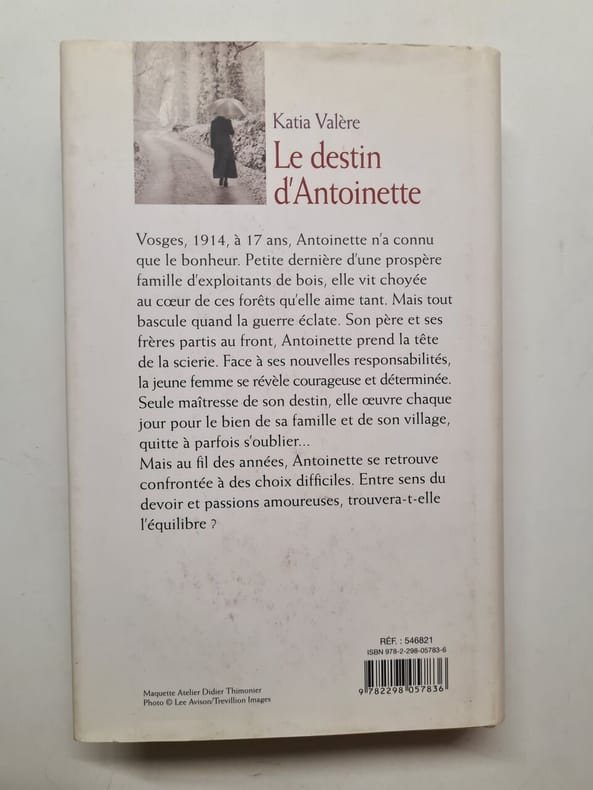 Katia Valère
Le destin
d'Antoinette
Vosges, 1914, à 17 ans, Antoinette n'a connu
que le bonheur. Petite dernière d'une prospère
famille d'exploitants de bois, elle vit choyée
au cœur de ces forêts qu'elle aime tant. Mais tout
bascule quand la guerre éclate. Son père et ses
frères partis au front, Antoinette prend la tête
de la scierie. Face à ses nouvelles responsabilités,
la jeune femme se révèle courageuse et déterminée.
Seule maîtresse de son destin, elle œuvre chaque
jour pour le bien de sa famille et de son village,
quitte à parfois s'oublier...
Mais au fil des années, Antoinette se retrouve
confrontée à des choix difficiles. Entre sens du
devoir et passions amoureuses, trouvera-t-elle
l'équilibre ?
RÉF. : 546821
ISBN 978-2-298-05783-6
9 782298 057836
Maquette Atelier Didier Thimonier
Photo © Lee Avison/Trevillion Images